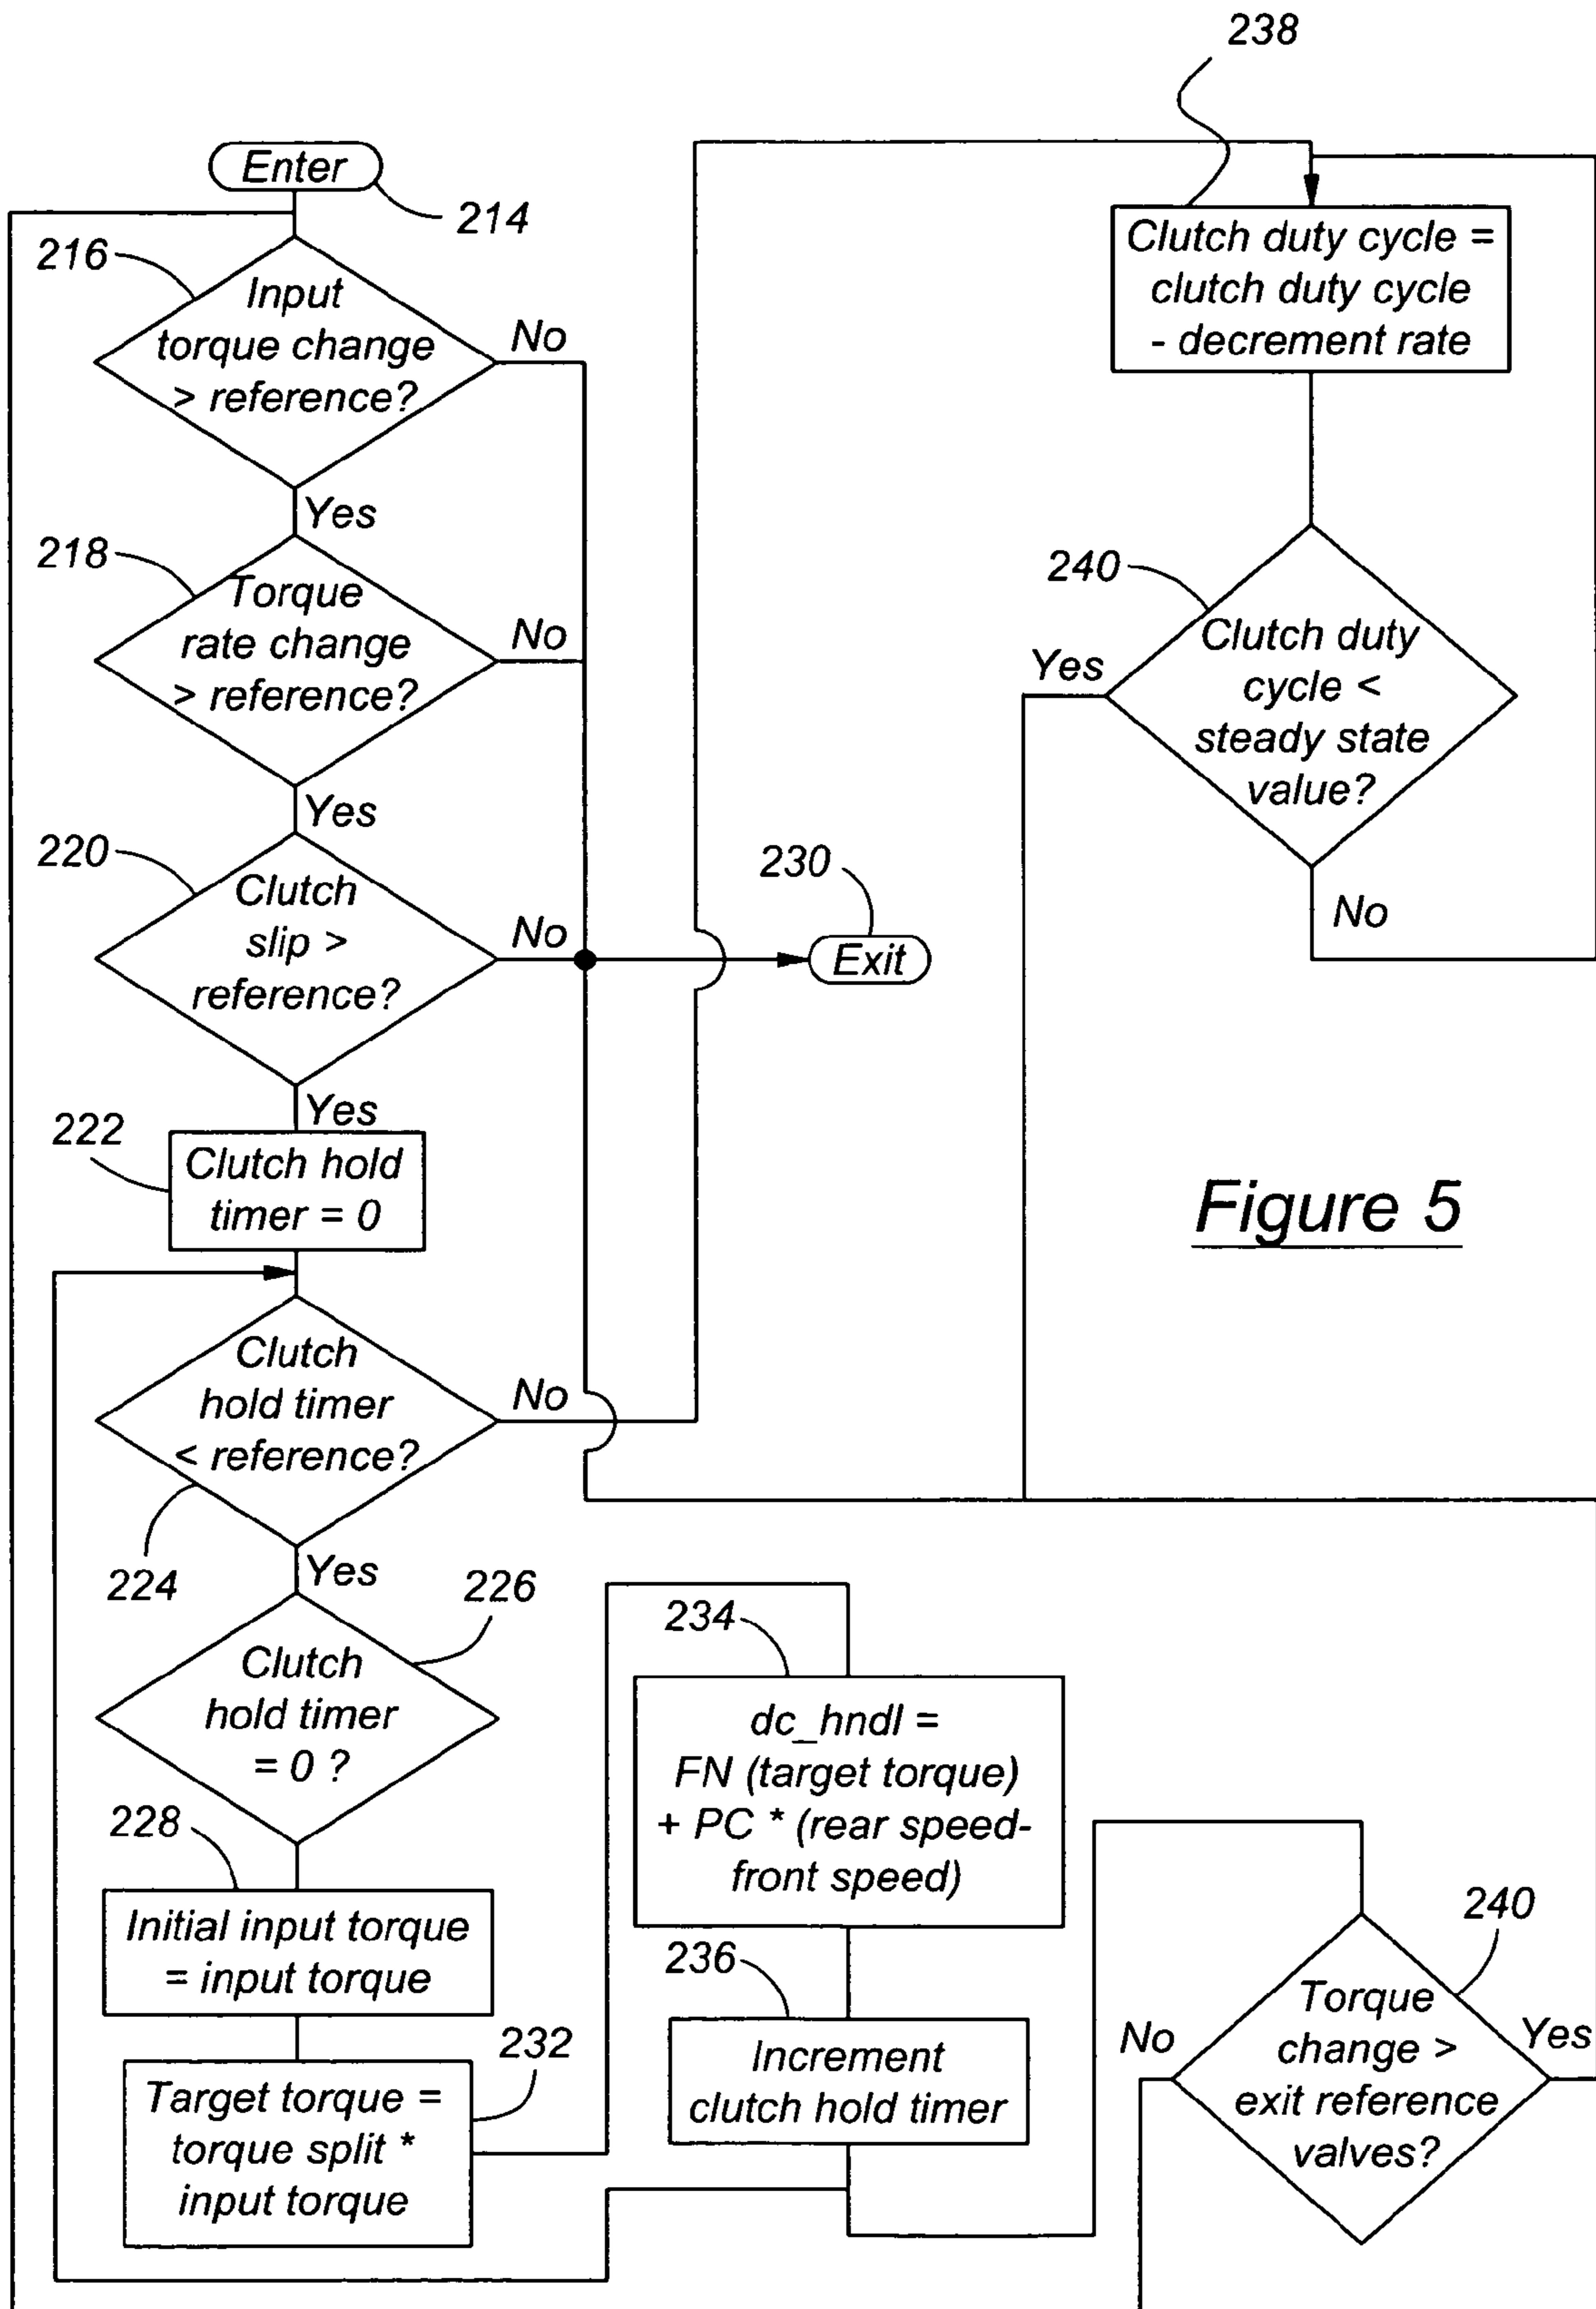 238
Enter
214
216
Input
torque change
> reference?
No
Yes
218
Torque
rate change
> reference?
No
Yes
220
Clutch
slip >
reference?
No
230
Exit
Yes
222
Clutch hold
timer = 0
Clutch
hold timer
< reference?
No
224
Yes
226
Clutch
hold timer
= 0 ?
228
Initial input torque
= input torque
232
Target torque =
torque split *
input torque
234
dc_hndl =
FN (target torque)
+ PC * (rear speed-
front speed)
236
Increment
clutch hold timer
Clutch duty cycle =
clutch duty cycle
- decrement rate
240
Clutch duty
cycle <
steady state
value?
Yes
No
Figure 5
240
Torque
change >
exit reference
valves?
No
Yes